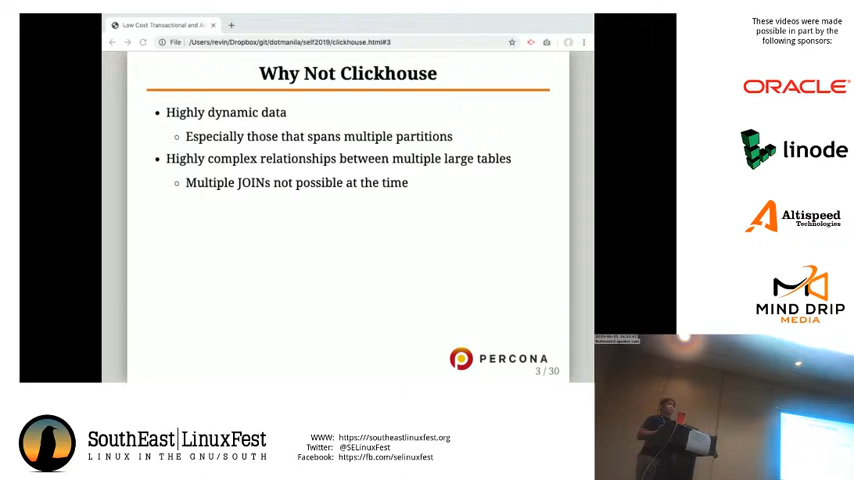 These videos were made
possible in part by the
following sponsors:
Low Cost Transactional and A
File /Users/revin/Dropbox/git/dotmanila/self2019/clickhouse.html#3
Why Not Clickhouse
Highly dynamic data
Especially those that spans multiple partitions
Highly complex relationships between multiple large tables
Multiple JOINs not possible at the time
PERCONA
3 / 30
ORACLE
linode
Altispeed
Technologies
MIND DRIP
MEDIA
SouthEast|LinuxFest
LINUX IN THE GNU/SOUTH
WWW: https:///southeastlinuxfest.org
Twitter: @SELinuxFest
Facebook: https://fb.com/selinuxfest